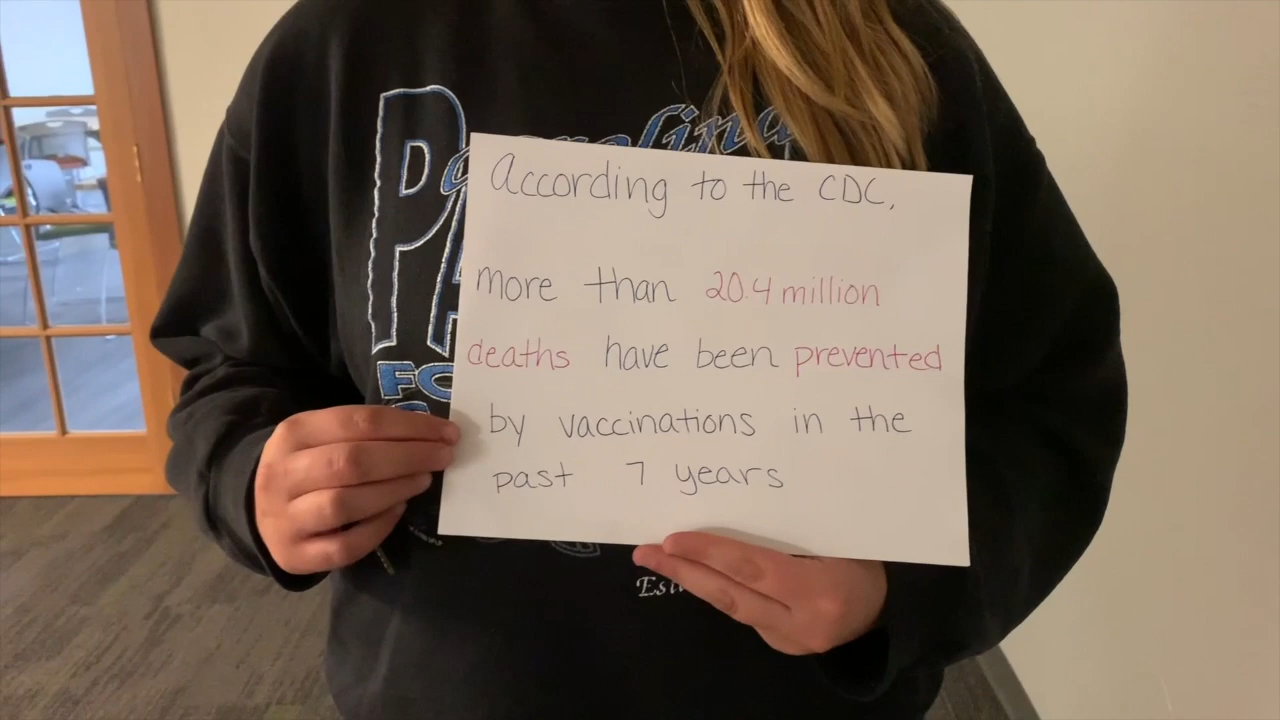 Carolina
According to the CDC,
more than 20.4 million
deaths have been prevented
by vaccinations in the
past 7 years